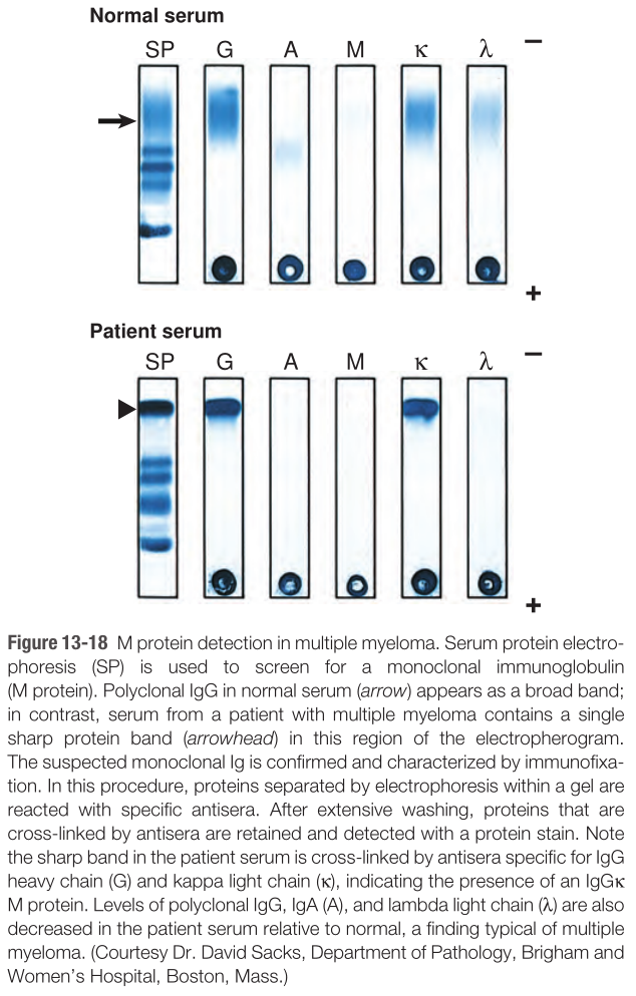 Normal serum
SP G A M κ λ −
+
Patient serum
SP G A M κ λ −
+
Figure 13-18 M protein detection in multiple myeloma. Serum protein electro-
phoresis (SP) is used to screen for a monoclonal immunoglobulin
(M protein). Polyclonal IgG in normal serum (arrow) appears as a broad band;
in contrast, serum from a patient with multiple myeloma contains a single
sharp protein band (arrowhead) in this region of the electropherogram.
The suspected monoclonal Ig is confirmed and characterized by immunofixa-
tion. In this procedure, proteins separated by electrophoresis within a gel are
reacted with specific antisera. After extensive washing, proteins that are
cross-linked by antisera are retained and detected with a protein stain. Note
the sharp band in the patient serum is cross-linked by antisera specific for IgG
heavy chain (G) and kappa light chain (κ), indicating the presence of an IgGκ
M protein. Levels of polyclonal IgG, IgA (A), and lambda light chain (λ) are also
decreased in the patient serum relative to normal, a finding typical of multiple
myeloma. (Courtesy Dr. David Sacks, Department of Pathology, Brigham and
Women’s Hospital, Boston, Mass.)